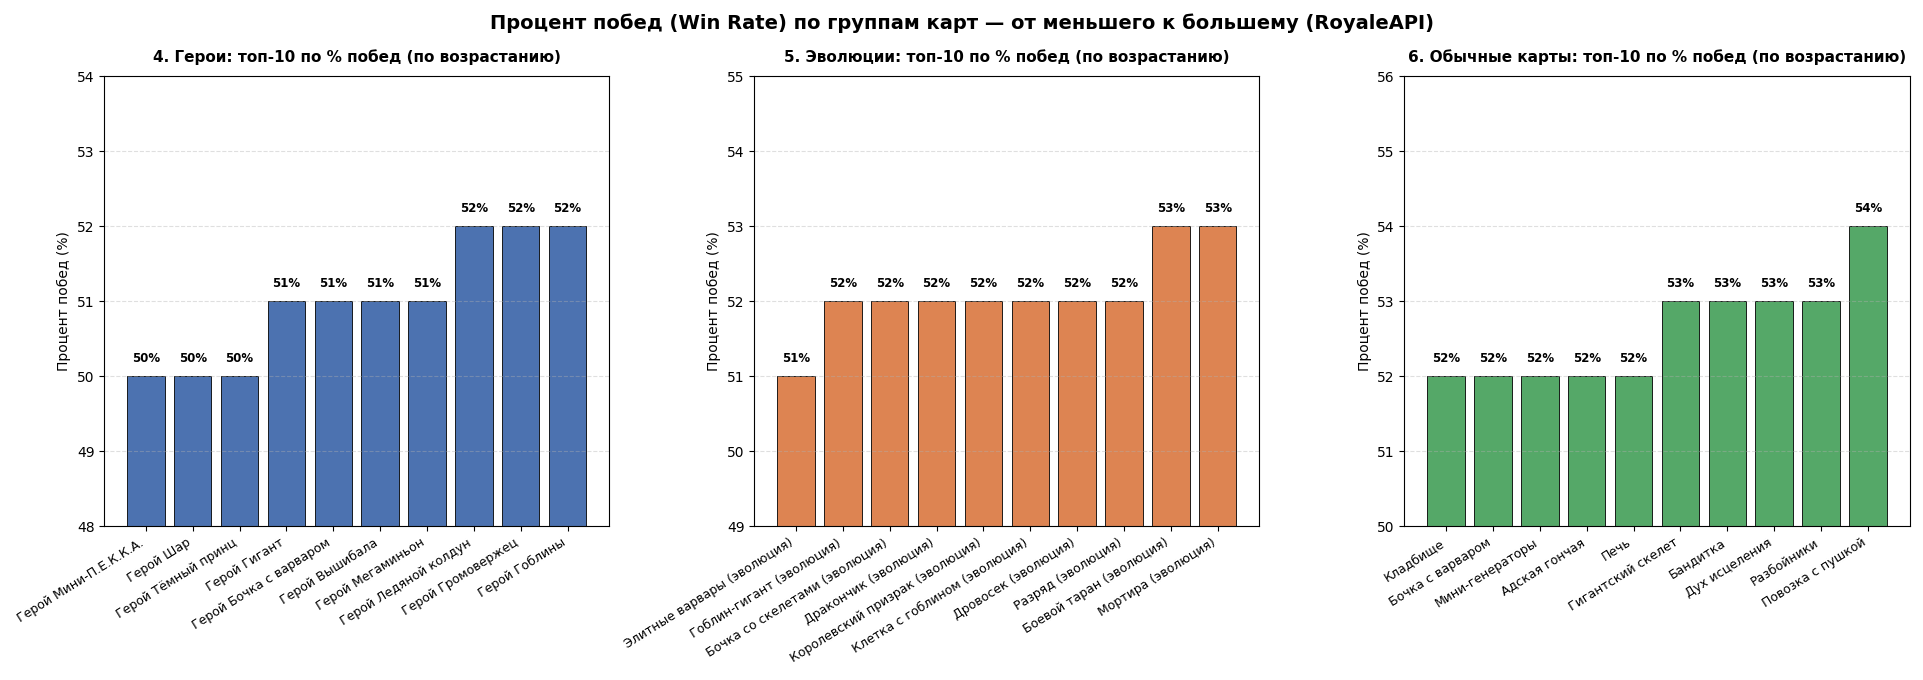 Процент побед (Win Rate) по группам карт — от меньшего к большему (RoyaleAPI)
4. Герои: топ-10 по % побед (по возрастанию)
Процент побед (%)
54
53
52
51
50
49
48
50%
50%
50%
51%
51%
51%
51%
52%
52%
52%
Герой Мини-П.Е.К.К.А.
Герой Шар
Герой Тёмный принц
Герой Гигант
Герой Бочка с варваром
Герой Вышибала
Герой Мегаминьон
Герой Ледяной колдун
Герой Громовержец
Герой Гоблины
5. Эволюции: топ-10 по % побед (по возрастанию)
Процент побед (%)
55
54
53
52
51
50
49
51%
52%
52%
52%
52%
52%
52%
52%
53%
53%
Элитные варвары (эволюция)
Гоблин-гигант (эволюция)
Бочка со скелетами (эволюция)
Дракончик (эволюция)
Королевский призрак (эволюция)
Клетка с гоблином (эволюция)
Дровосек (эволюция)
Разряд (эволюция)
Боевой таран (эволюция)
Мортира (эволюция)
6. Обычные карты: топ-10 по % побед (по возрастанию)
Процент побед (%)
56
55
54
53
52
51
50
52%
52%
52%
52%
52%
53%
53%
53%
53%
54%
Кладбище
Бочка с варваром
Мини-генераторы
Адская гончая
Печь
Гигантский скелет
Бандитка
Дух исцеления
Разбойники
Повозка с пушкой